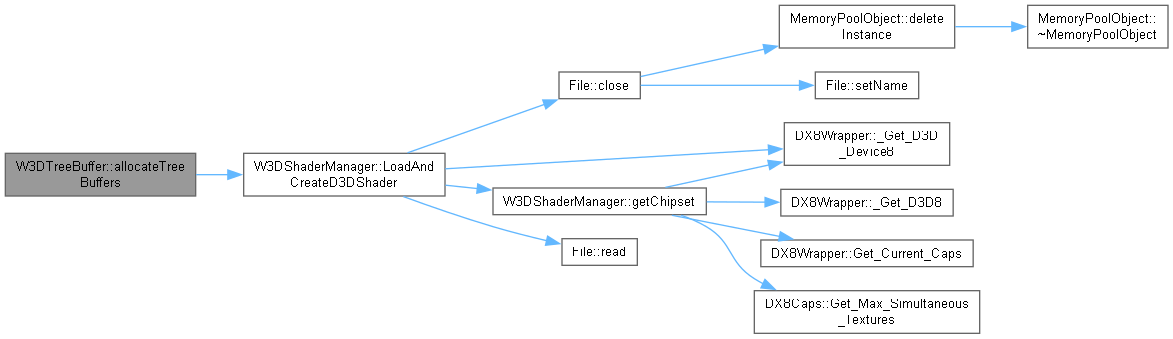 W3DTreeBuffer::allocateTree
Buffers
W3DShaderManager::LoadAnd
CreateD3DShader
File::close
MemoryPoolObject::delete
Instance
MemoryPoolObject::
~MemoryPoolObject
File::setName
DX8Wrapper::_Get_D3D
_Device8
W3DShaderManager::getChipset
DX8Wrapper::_Get_D3D8
DX8Wrapper::Get_Current_Caps
DX8Caps::Get_Max_Simultaneous
_Textures
File::read